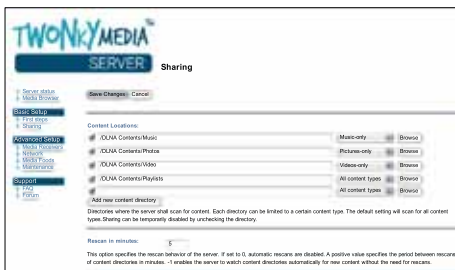 TWONKYMEDIA™
SERVER
Sharing
Server status
Media Browser
Save Changes Cancel
Basic Setup
First steps
Sharing
Content Locations:
/DLNA Contents/Music Music-only Browse
Advanced Setup
Media Receivers
Network
Media Feeds
Maintenance
/DLNA Contents/Photos Pictures-only Browse
/DLNA Contents/Video Videos-only Browse
/DLNA Contents/Playlists All content types Browse
All content types Browse
Support
FAQ
Forum
Add new content directory
Directories where the server shall scan for content. Each directory can be limited to a certain content type. The default setting will scan for all content
types.Sharing can be temporarily disabled by unchecking the directory.
Rescan in minutes: 5
This option specifies the rescan behavior of the server. If set to 0, automatic rescans are disabled. A positive value specifies the period between rescans
of content directories in minutes. -1 enables the server to watch content directories automatically for new content without the need for rescans.